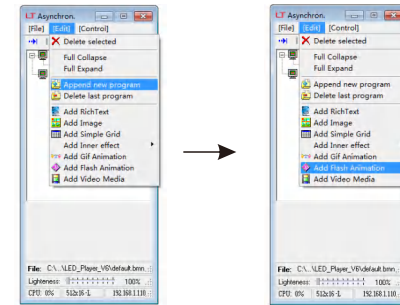 LT Asynchron.
[File] [Edit] [Control]
Delete selected
Full Collapse
Full Expand
Append new program
Delete last program
Add RichText
Add Image
Add Simple Grid
Add Inner effect
Add Gif Animation
Add Flash Animation
Add Video Media
File: C:\..\LED_Player_V6\default.bmn
Lighteness: 100%
CPU: 0% 512x16-L 192.168.1.110
LT Asynchron.
[File] [Edit] [Control]
Delete selected
Full Collapse
Full Expand
Append new program
Delete last program
Add RichText
Add Image
Add Simple Grid
Add Inner effect
Add Gif Animation
Add Flash Animation
Add Video Media
File: C:\..\LED_Player_V6\default.bmn
Lighteness: 100%
CPU: 0% 512x16-L 192.168.1.110